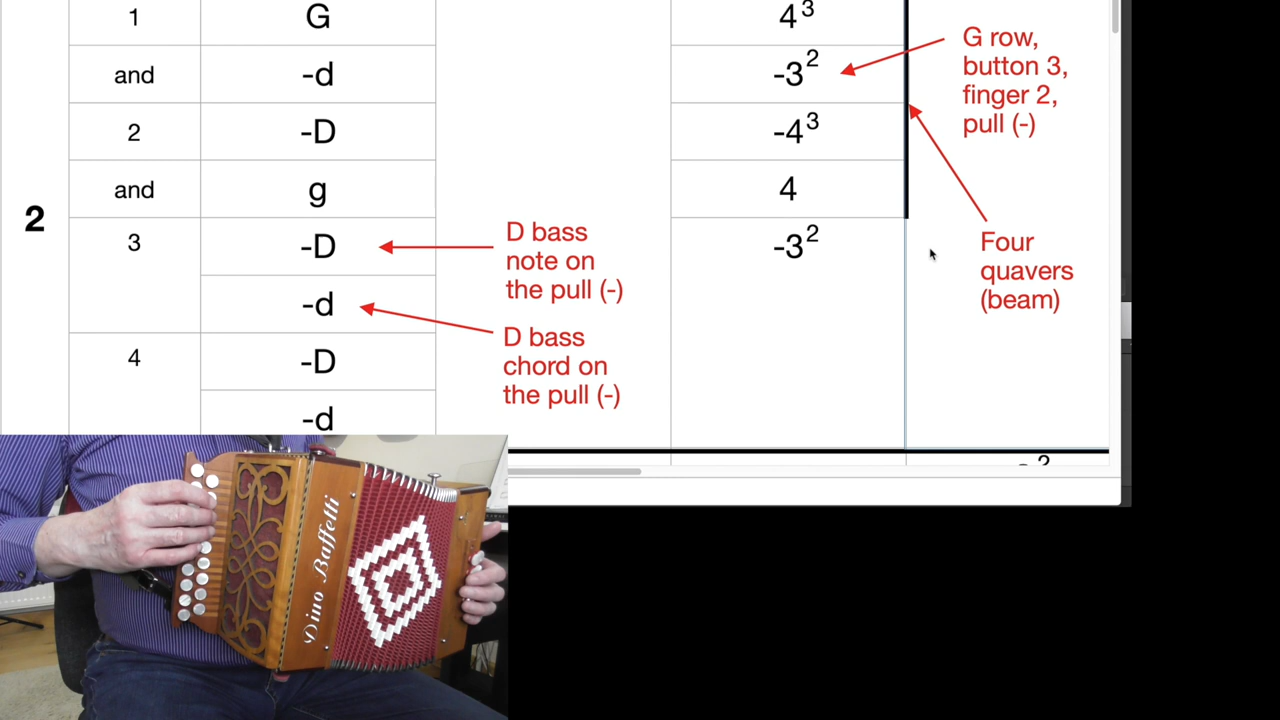 1 G 4³
and -d -3²
2 -D -4³
and g 4
2
3 -D -3²
-d
4 -D
-d
G row,
button 3,
finger 2,
pull (-)
D bass
note on
the pull (-)
D bass
chord on
the pull (-)
Four
quavers
(beam)
Dino Baffetti